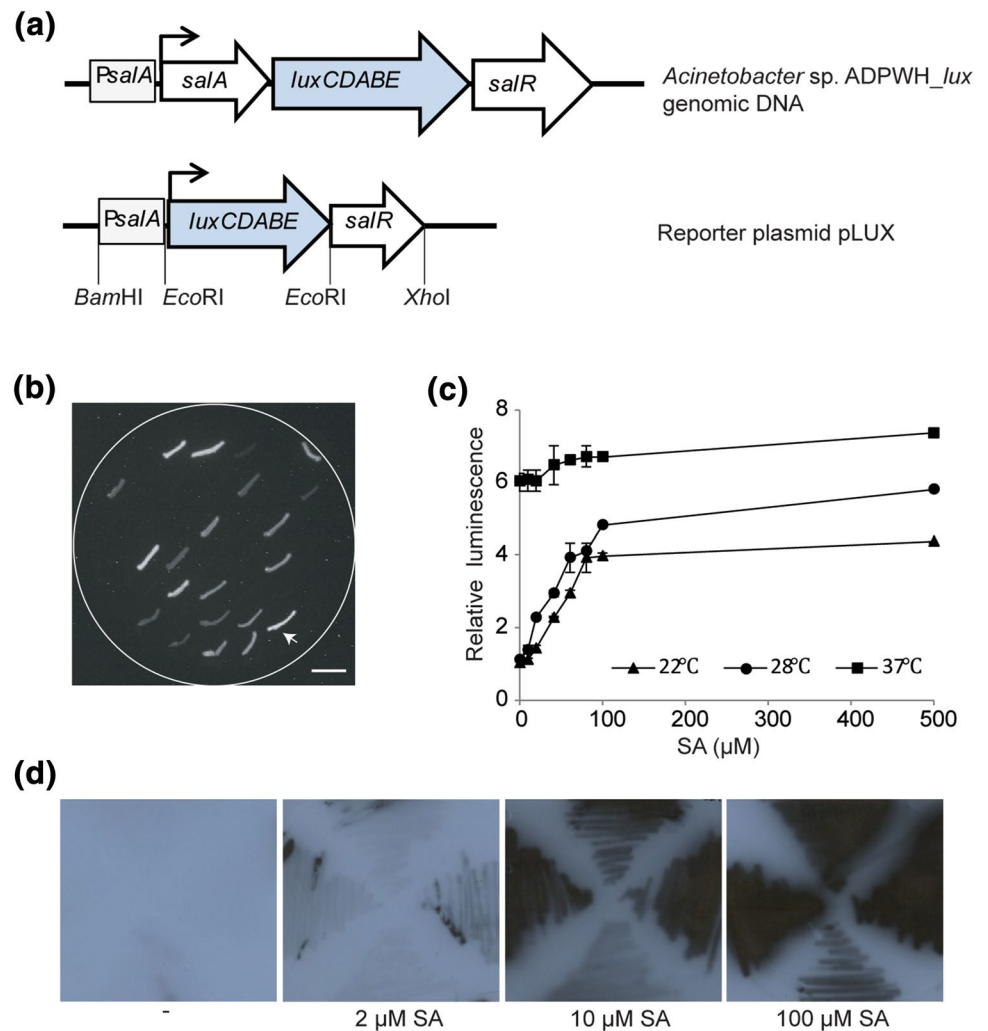 (a)
PsalA salA luxCDABE salR
Acinetobacter sp. ADPWH_lux
genomic DNA
PsalA luxCDABE salR
Reporter plasmid pLUX
BamHI EcoRI EcoRI XhoI
(b)
(c)
8
6
4
2
0
Relative luminescence
22℃ 28℃ 37℃
0 100 200 300 400 500
SA (µM)
(d)
- 2 µM SA 10 µM SA 100 µM SA